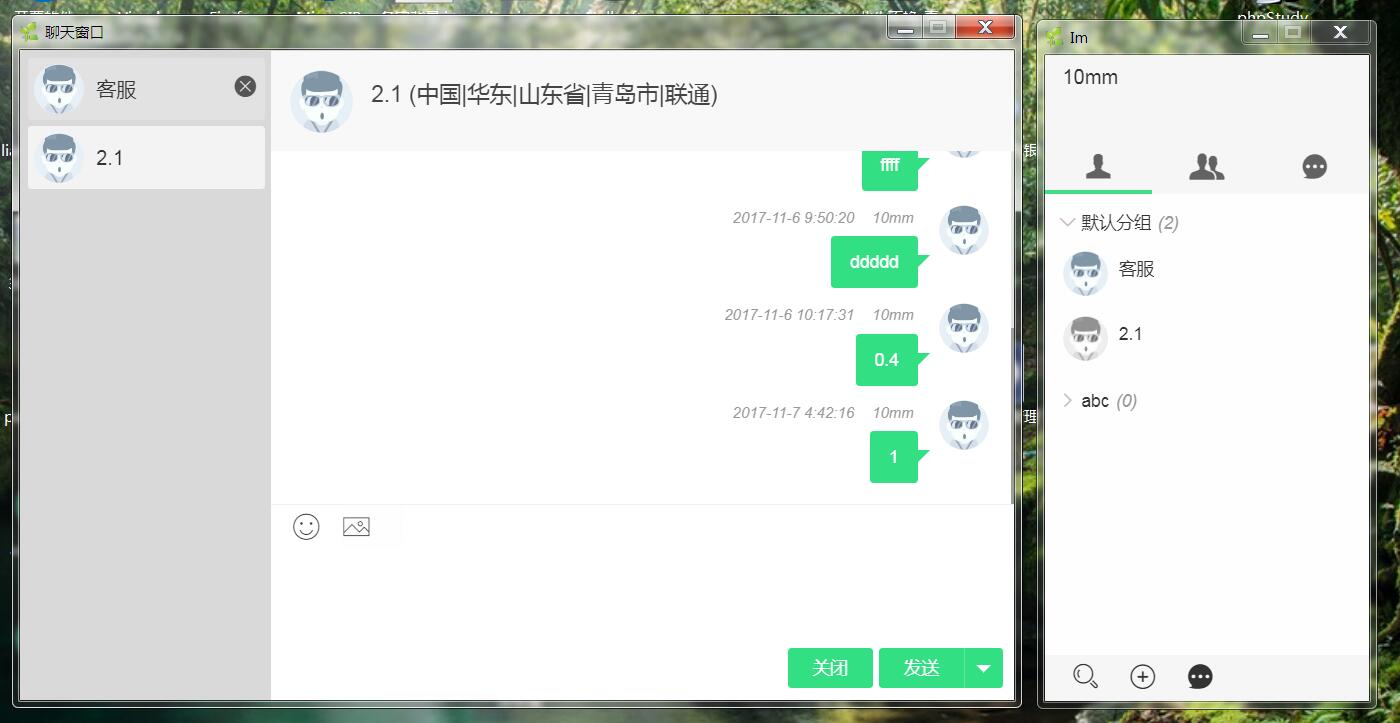 聊天窗口
客服
2.1
2.1 (中国|华东|山东省|青岛市|联通)
ffff
2017-11-6 9:50:20 10mm
ddddd
2017-11-6 10:17:31 10mm
0.4
2017-11-7 4:42:16 10mm
1
关闭
发送
phpStudy
Im
10mm
默认分组 (2)
客服
2.1
abc (0)
银
理